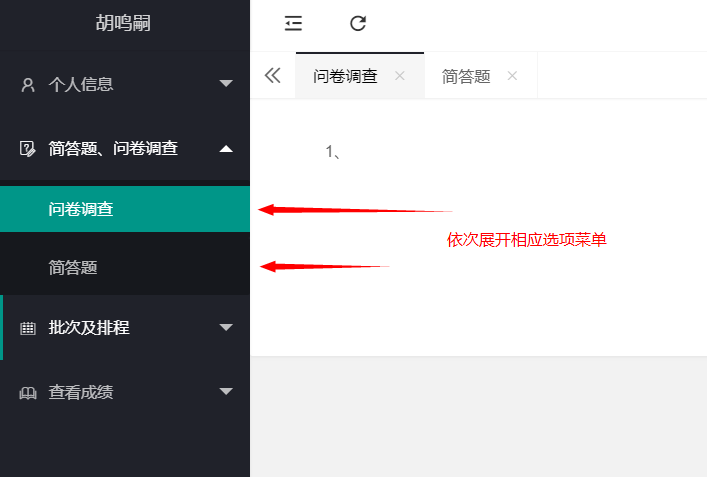 胡鸣嗣
个人信息
简答题、问卷调查
问卷调查
简答题
批次及排程
查看成绩
问卷调查
简答题
1、
依次展开相应选项菜单